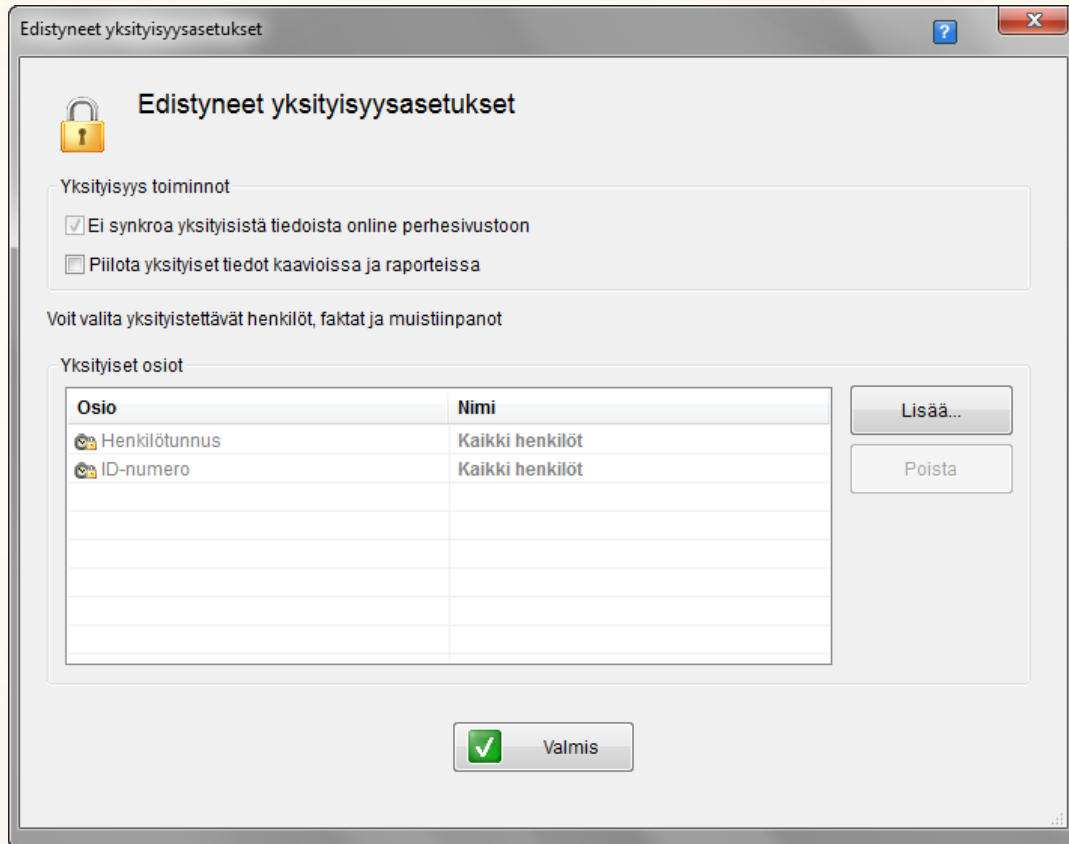 Edistyneet yksityisyysasetukset
Edistyneet yksityisyysasetukset
Yksityisyys toiminnot
Ei synkroa yksityisistä tiedoista online perhesivustoon
Piilota yksityiset tiedot kaavioissa ja raporteissa
Voit valita yksityistettävät henkilöt, faktat ja muistiinpanot
Yksityiset osiot
Osio Nimi
Lisää...
Henkilötunnus Kaikki henkilöt
ID-numero Kaikki henkilöt
Poista
Valmis